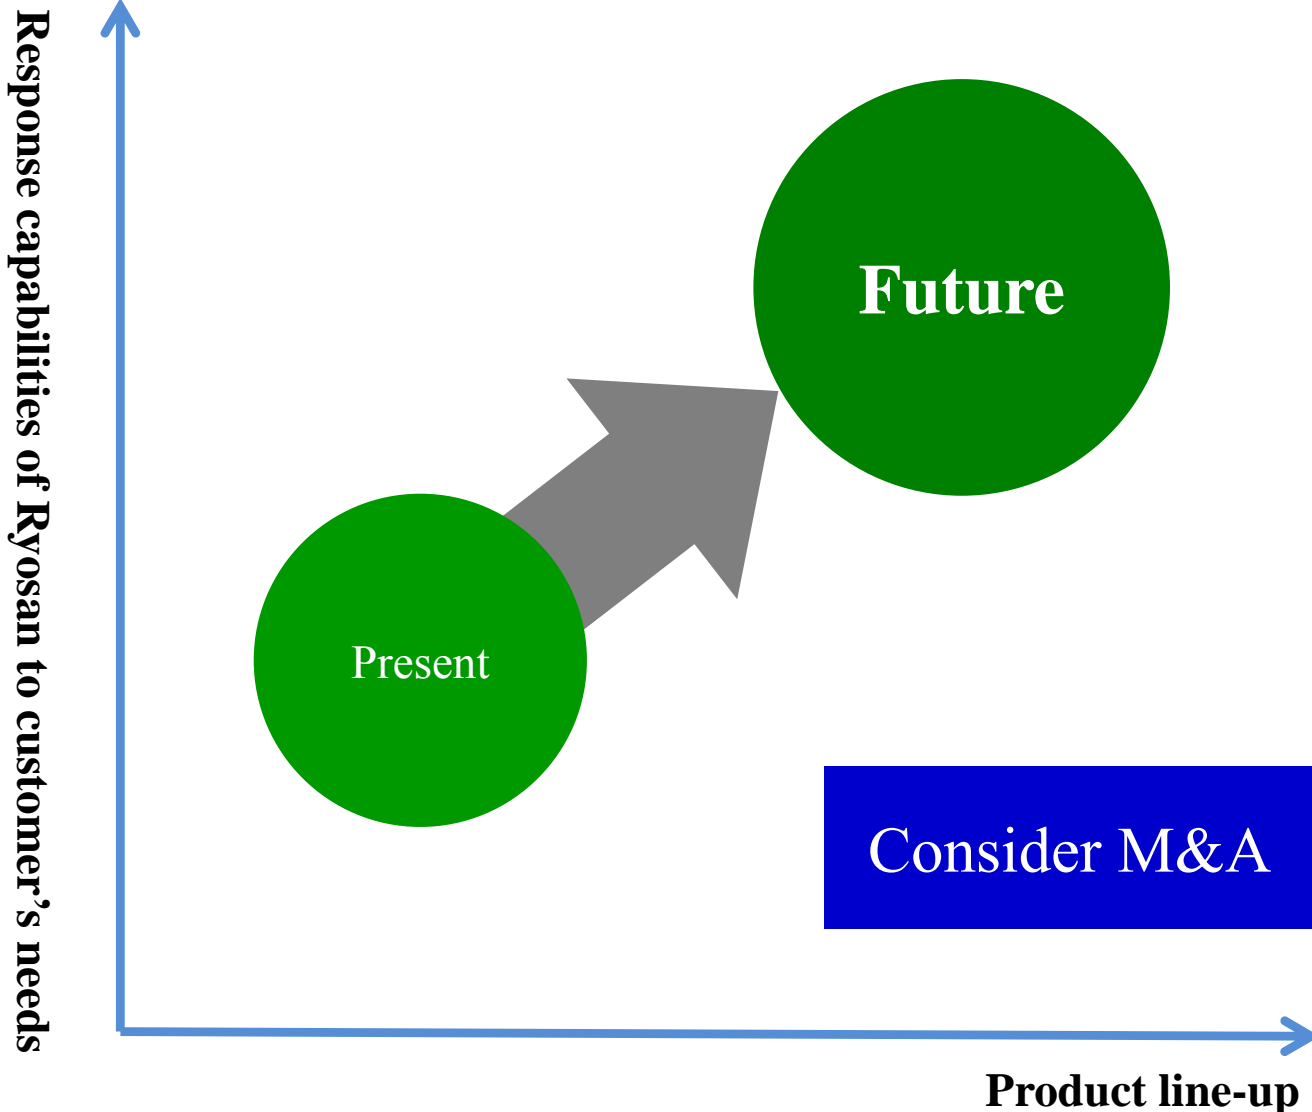 Response capabilities of Ryosan to customer’s needs
Future
Present
Consider M&A
Product line-up